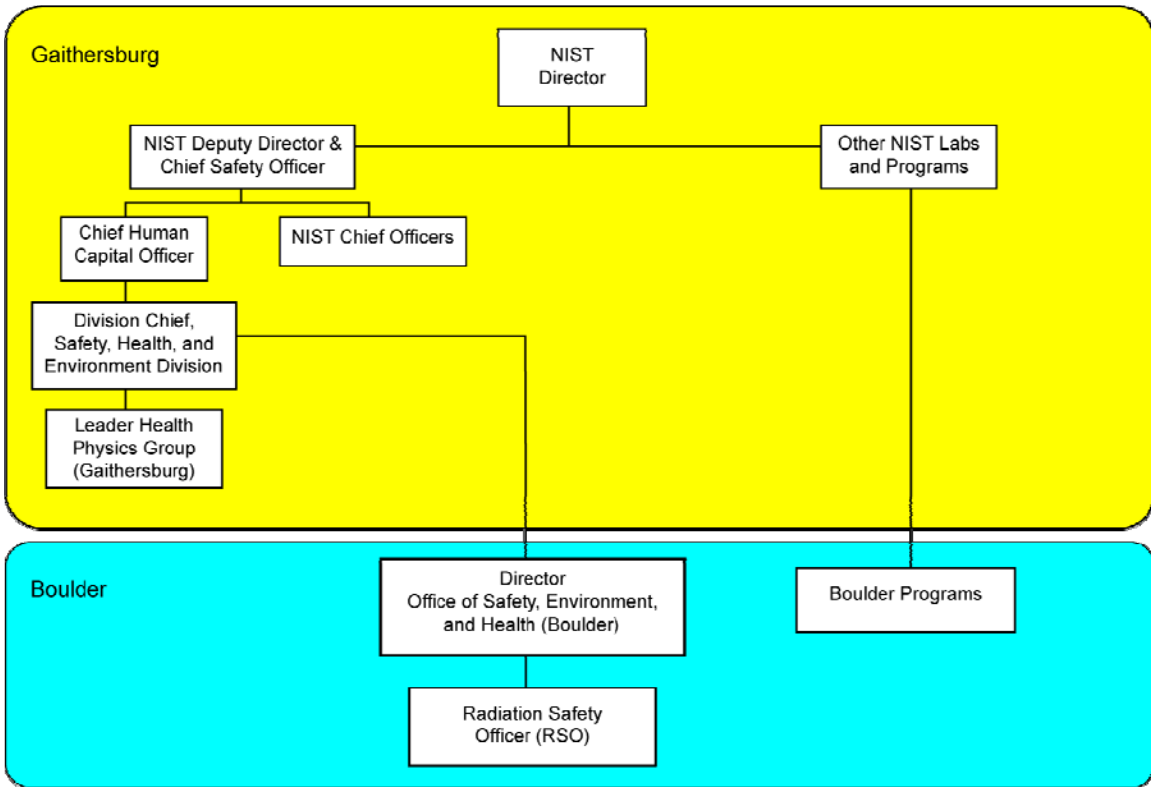 Gaithersburg
NIST
Director
NIST Deputy Director &
Chief Safety Officer
Other NIST Labs
and Programs
Chief Human
Capital Officer
NIST Chief Officers
Division Chief,
Safety, Health, and
Environment Division
Leader Health
Physics Group
(Gaithersburg)
Boulder
Director
Office of Safety, Environment,
and Health (Boulder)
Boulder Programs
Radiation Safety
Officer (RSO)